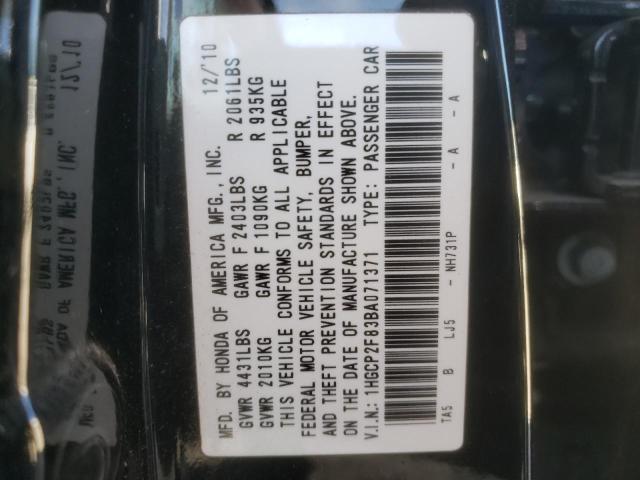 MFD. BY HONDA OF AMERICA MFG., INC. 12/10
GVWR 4431LBS GAWR F 2403LBS R 2061LBS
GVWR 2010KG GAWR F 1090KG R 935KG
THIS VEHICLE CONFORMS TO ALL APPLICABLE
FEDERAL MOTOR VEHICLE SAFETY, BUMPER,
AND THEFT PREVENTION STANDARDS IN EFFECT
ON THE DATE OF MANUFACTURE SHOWN ABOVE.
V.I.N.: 1HGCP2F83BA071371 TYPE: PASSENGER CAR
TA5 B LJ5 - NH731P - A - A